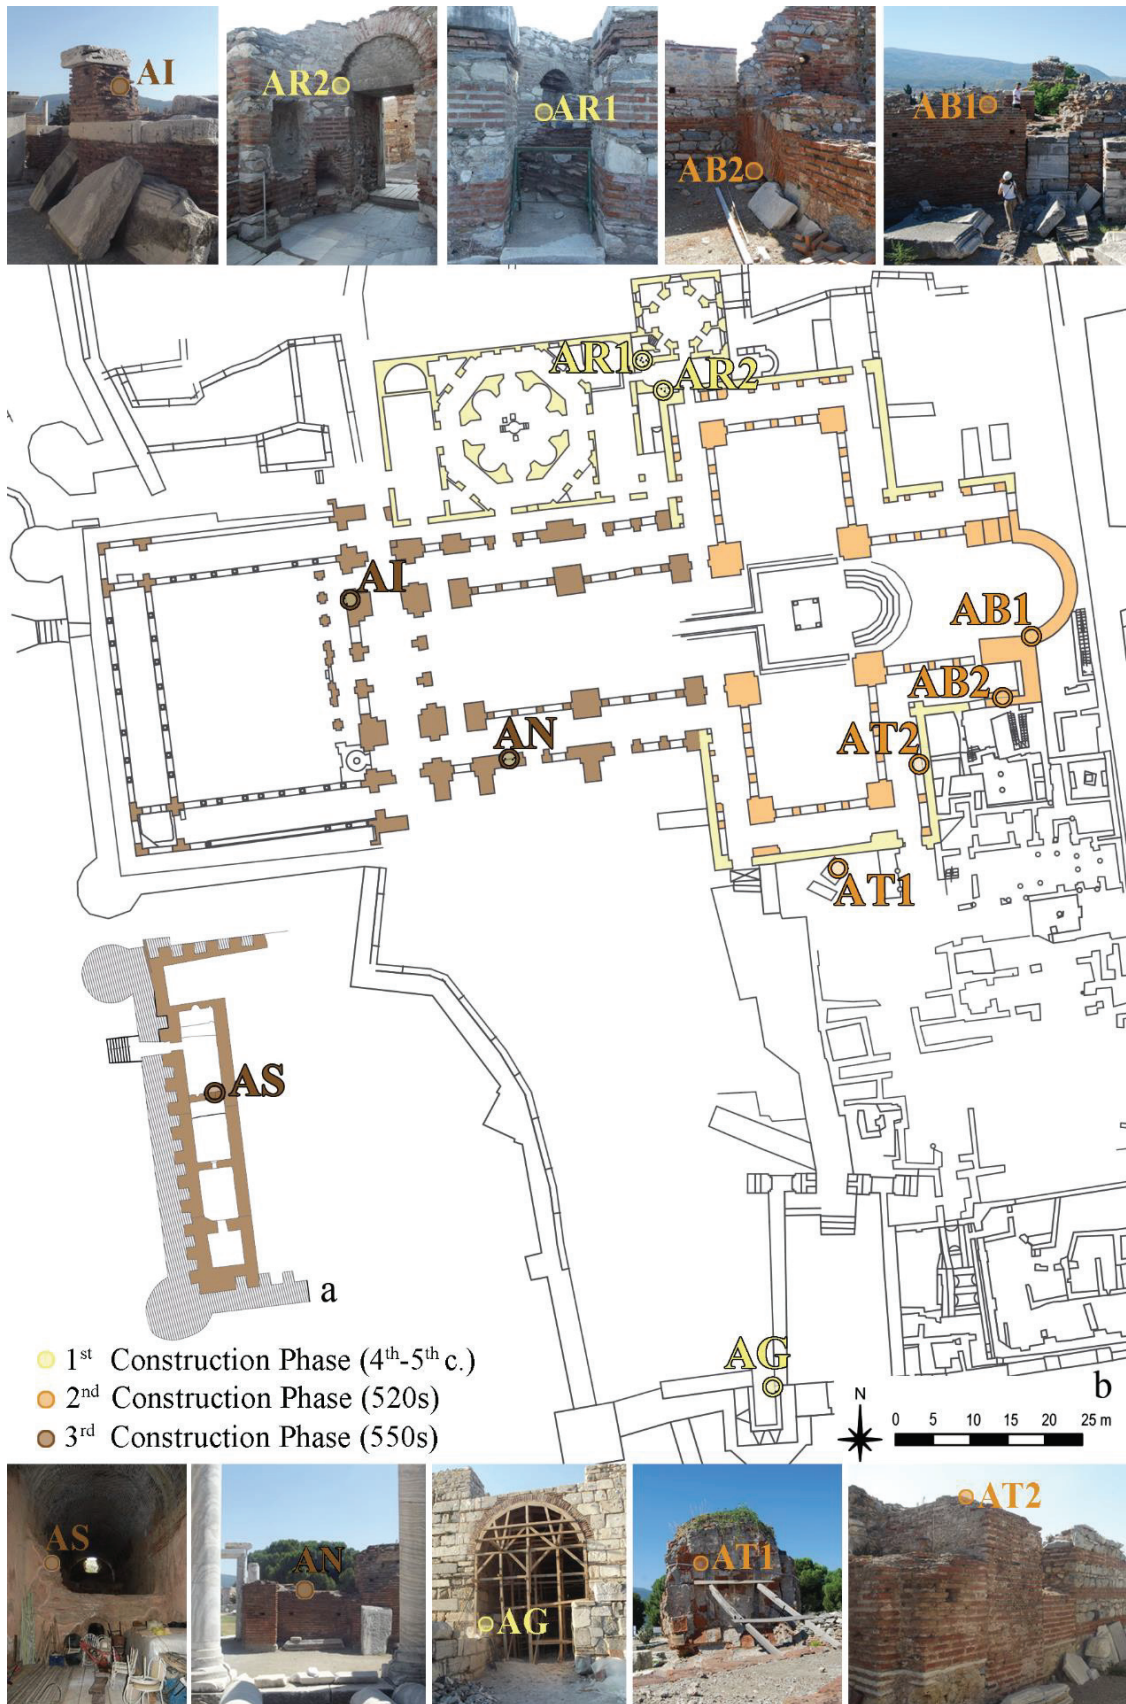 AI
AR2
AR1
AB2
AB1
AR1
AR2
AI
AB1
AB2
AN
AT2
AT1
AS
a
1st Construction Phase (4th-5th c.)
2nd Construction Phase (520s)
3rd Construction Phase (550s)
AG
b
N
0 5 10 15 20 25 m
AS
AN
AG
AT1
AT2